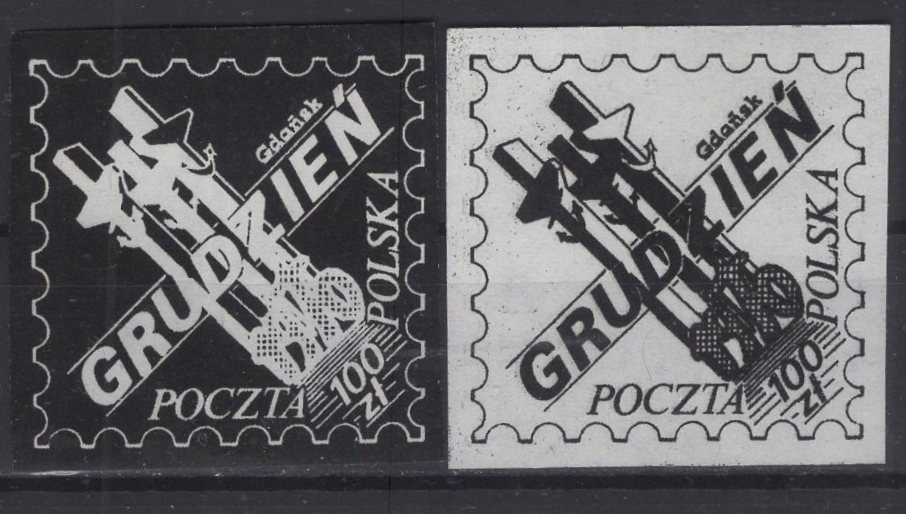 Gdańsk
GRUDZIEŃ
POLSKA
POCZTA
100
zł
Gdańsk
GRUDZIEŃ
POLSKA
POCZTA
100
zł